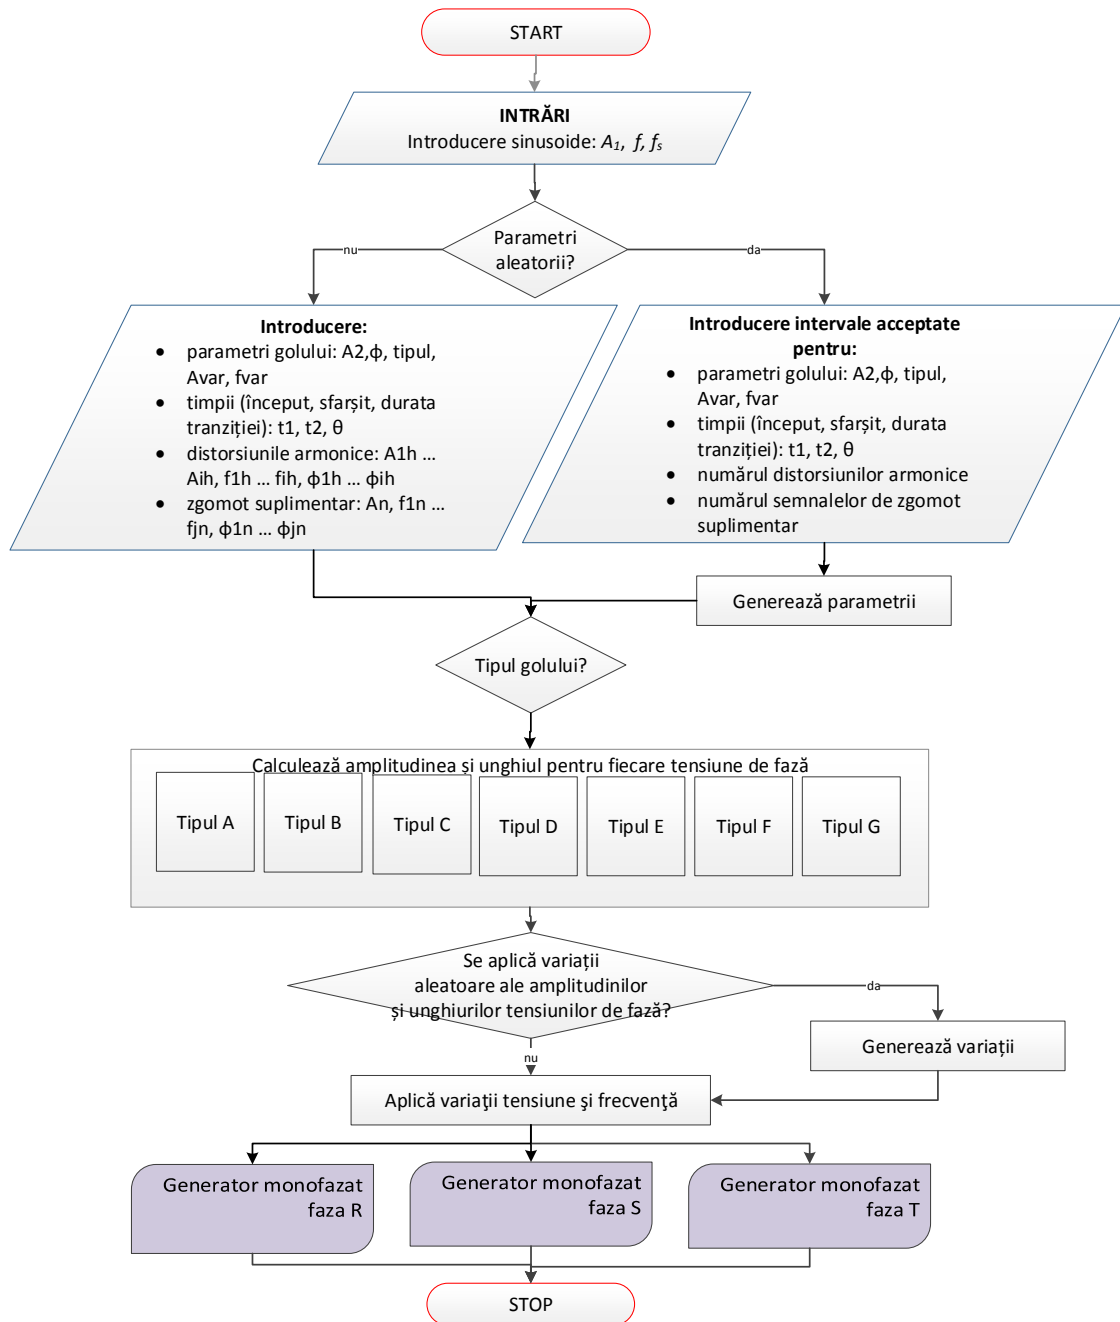 START
INTRĂRI
Introducere sinusoide: A1, f, fs
Parametri
aleatorii?
nu
da
Introducere:
• parametri golului: A2,ϕ, tipul,
Avar, fvar
• timpii (început, sfarșit, durata
tranziției): t1, t2, θ
• distorsiunile armonice: A1h ...
Aih, f1h ... fih, ϕ1h ... ϕih
• zgomot suplimentar: An, f1n ...
fjn, ϕ1n ... ϕjn
Introducere intervale acceptate
pentru:
• parametri golului: A2,ϕ, tipul,
Avar, fvar
• timpii (început, sfarșit, durata
tranziției): t1, t2, θ
• numărul distorsiunilor armonice
• numărul semnalelor de zgomot
suplimentar
Generează parametrii
Tipul golului?
Calculează amplitudinea și unghiul pentru fiecare tensiune de fază
Tipul A
Tipul B
Tipul C
Tipul D
Tipul E
Tipul F
Tipul G
Se aplică variații
aleatoare ale amplitudinilor
și unghiurilor tensiunilor de fază?
da
nu
Generează variații
Aplică variaţii tensiune şi frecvenţă
Generator monofazat
faza R
Generator monofazat
faza S
Generator monofazat
faza T
STOP